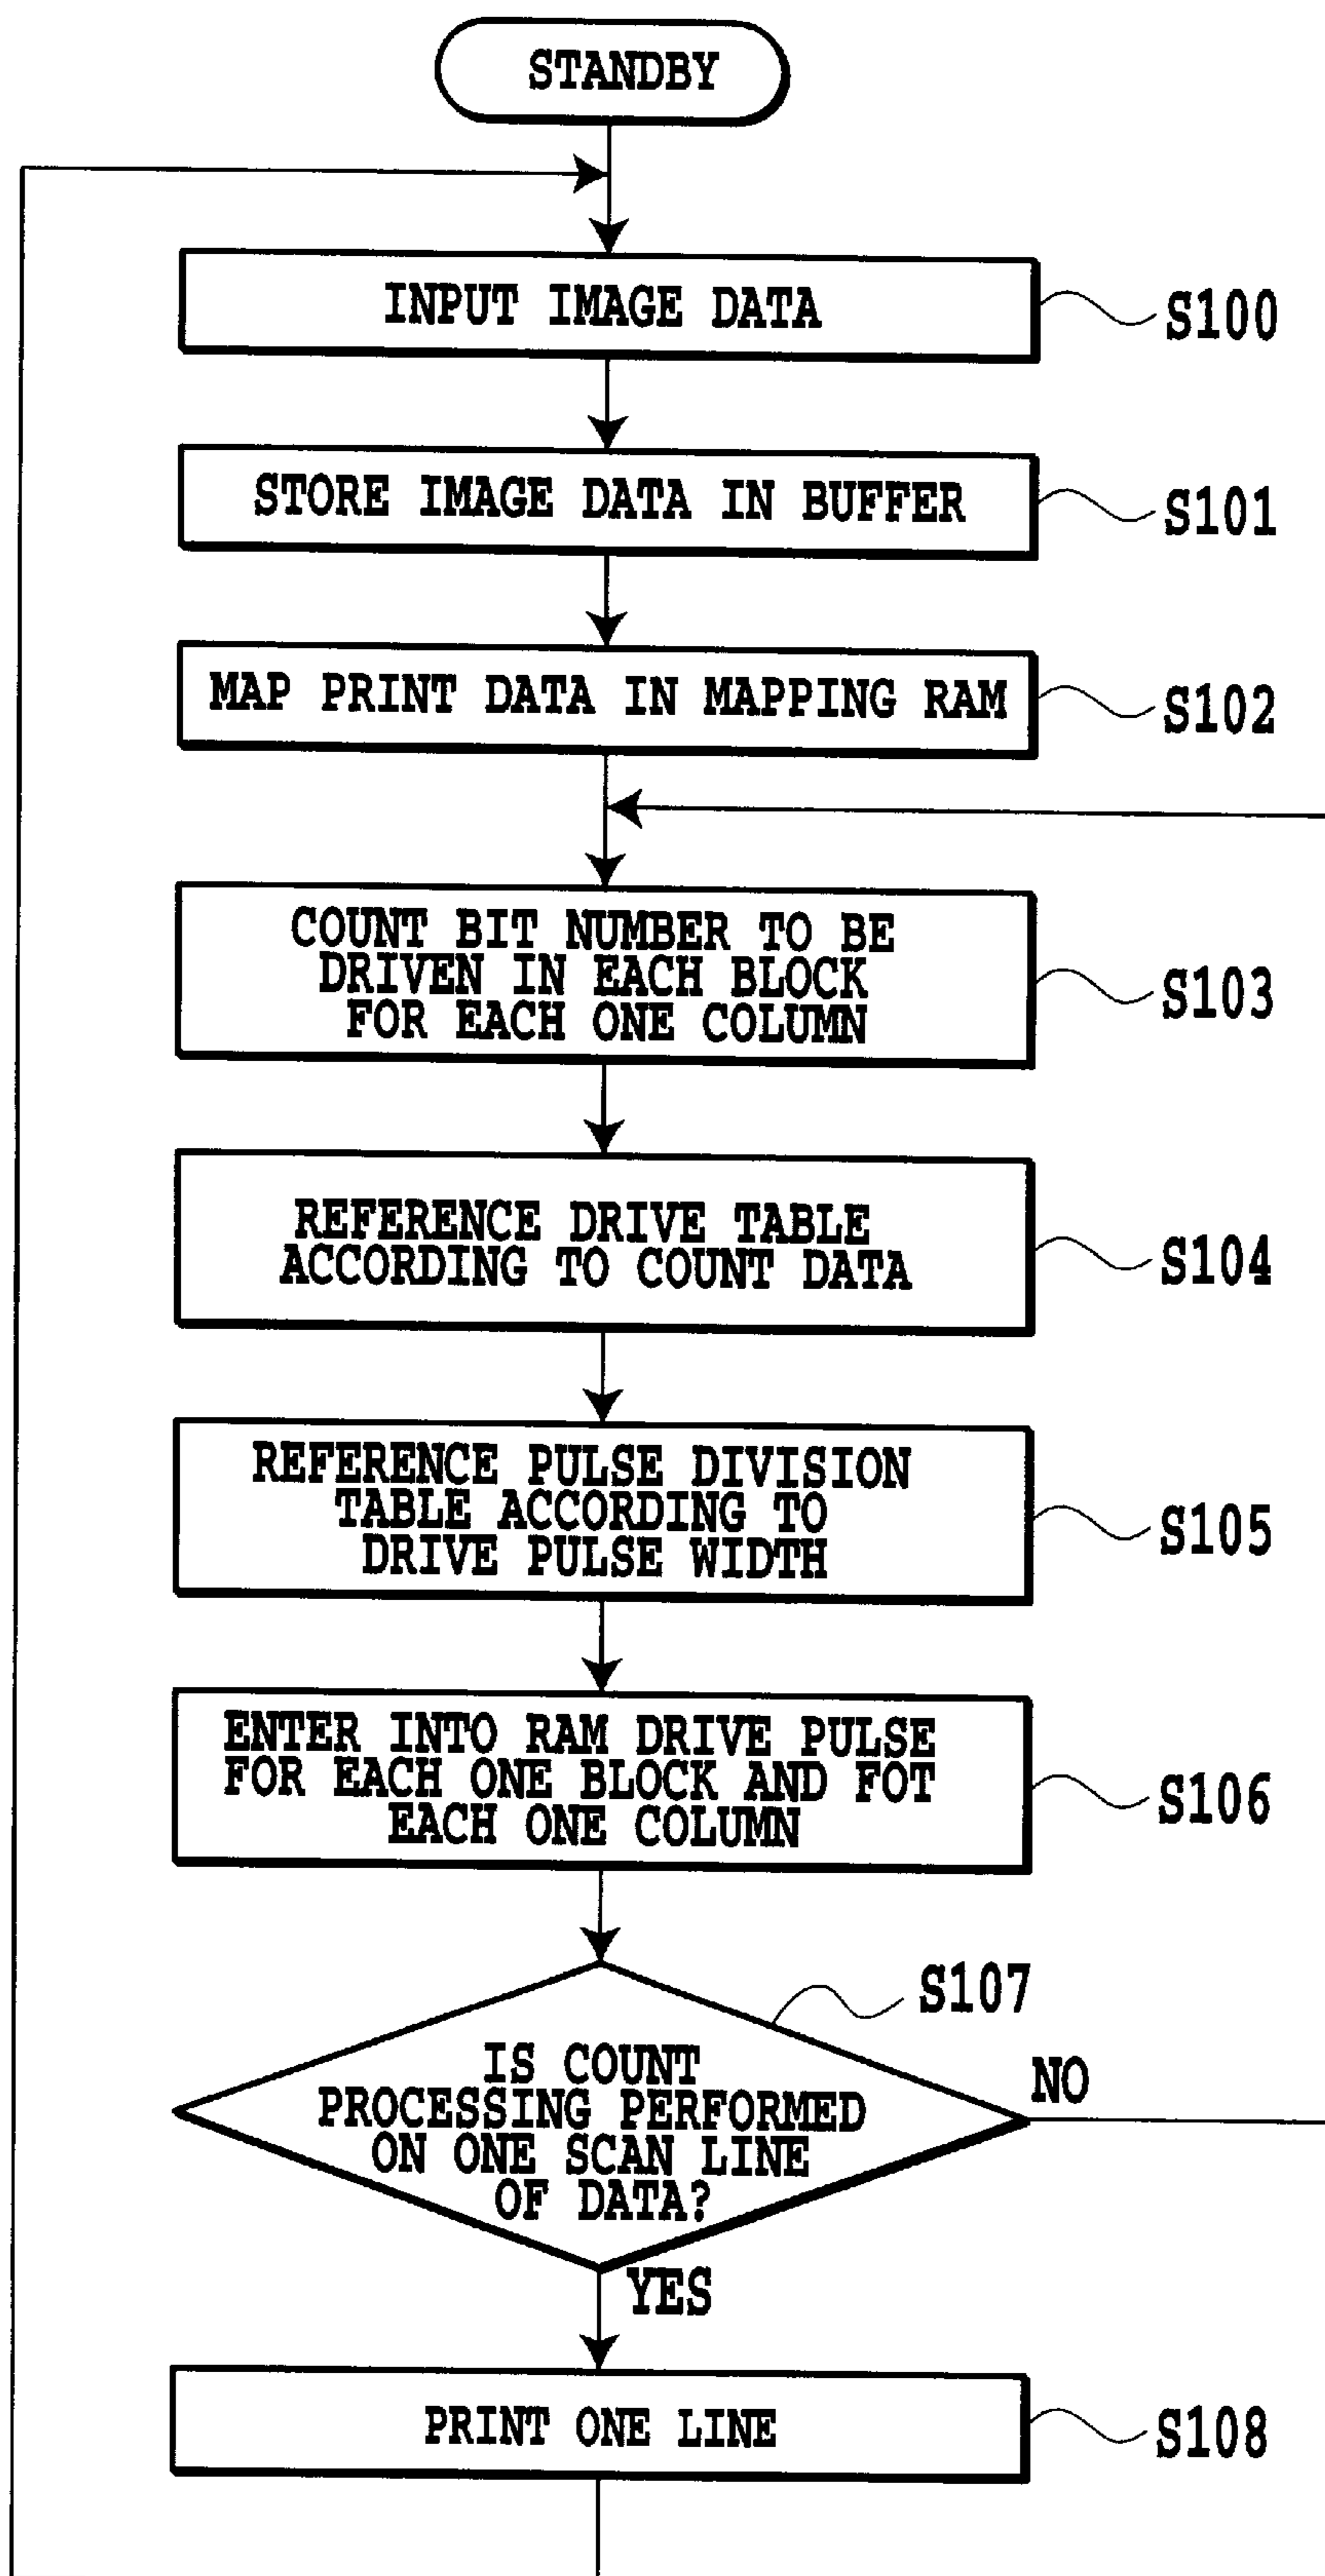 STANDBY
INPUT IMAGE DATA
S100
STORE IMAGE DATA IN BUFFER
S101
MAP PRINT DATA IN MAPPING RAM
S102
COUNT BIT NUMBER TO BE
DRIVEN IN EACH BLOCK
FOR EACH ONE COLUMN
S103
REFERENCE DRIVE TABLE
ACCORDING TO COUNT DATA
S104
REFERENCE PULSE DIVISION
TABLE ACCORDING TO
DRIVE PULSE WIDTH
S105
ENTER INTO RAM DRIVE PULSE
FOR EACH ONE BLOCK AND FOT
EACH ONE COLUMN
S106
S107
IS COUNT
PROCESSING PERFORMED
ON ONE SCAN LINE
OF DATA?
NO
YES
PRINT ONE LINE
S108